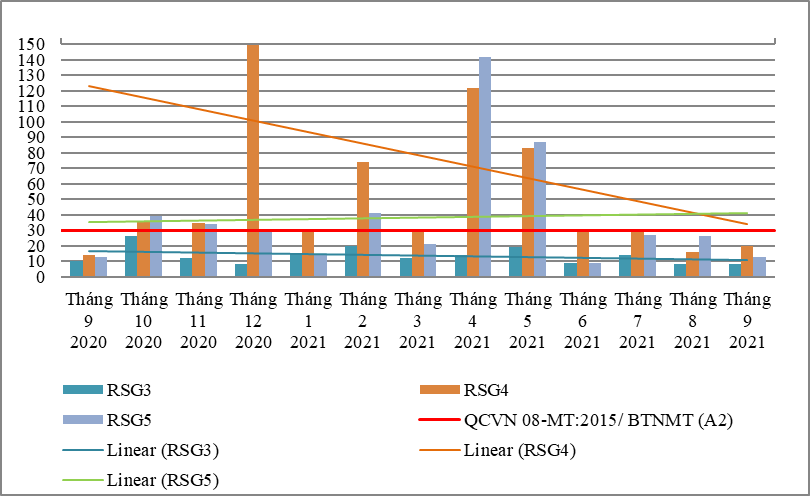 150
140
130
120
110
100
90
80
70
60
50
40
30
20
10
0
Tháng 9 2020
Tháng 10 2020
Tháng 11 2020
Tháng 12 2020
Tháng 1 2021
Tháng 2 2021
Tháng 3 2021
Tháng 4 2021
Tháng 5 2021
Tháng 6 2021
Tháng 7 2021
Tháng 8 2021
Tháng 9 2021
RSG3
RSG4
RSG5
QCVN 08-MT:2015/ BTNMT (A2)
Linear (RSG3)
Linear (RSG4)
Linear (RSG5)